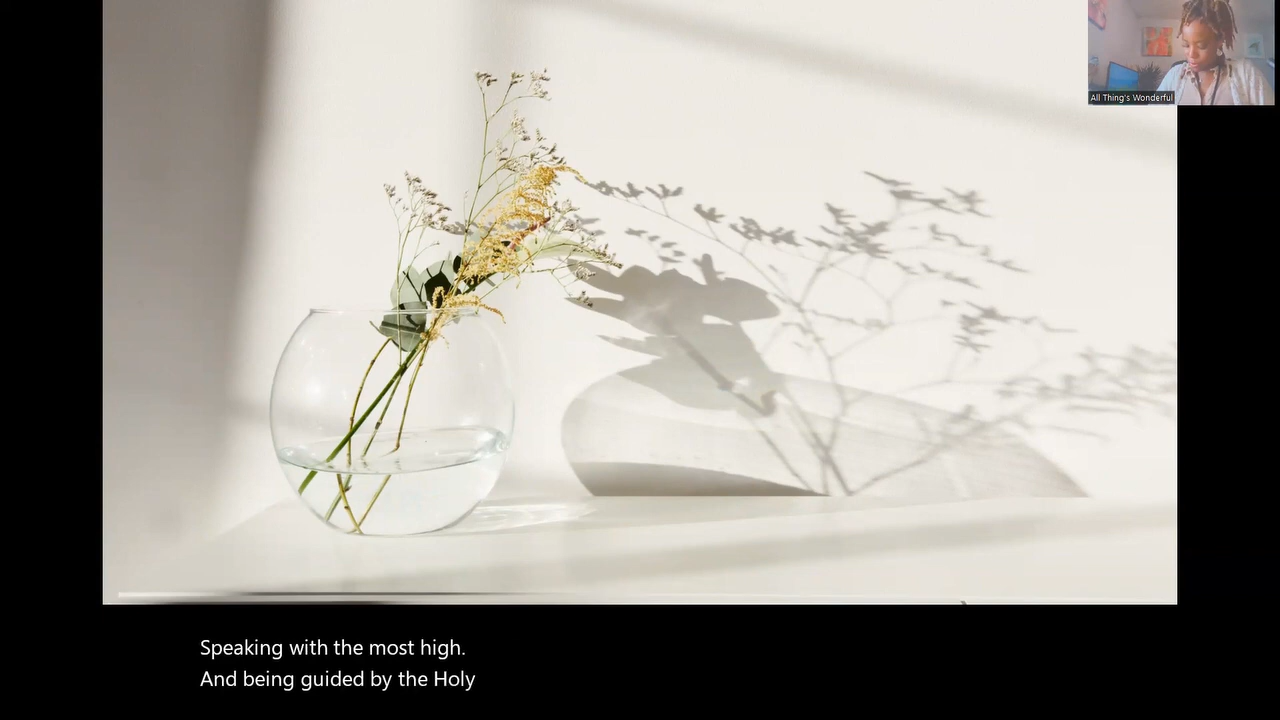 All Thing's Wonderful
Speaking with the most high.
And being guided by the Holy